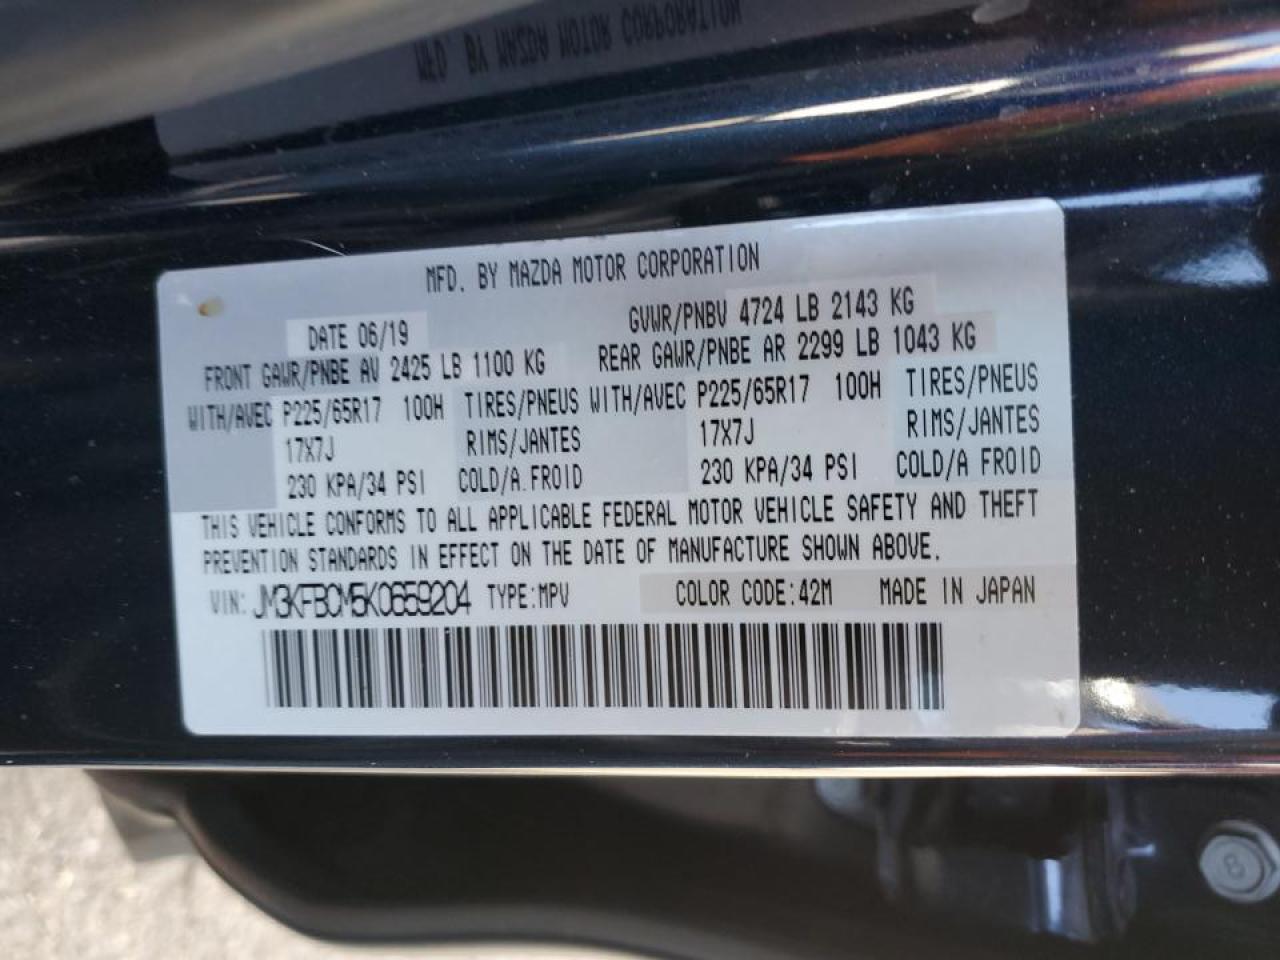 MFD. BY MAZDA MOTOR CORPORATION
DATE 06/19 GVWR/PNBV 4724 LB 2143 KG
FRONT GAWR/PNBE AV 2425 LB 1100 KG REAR GAWR/PNBE AR 2299 LB 1043 KG
WITH/AVEC P225/65R17 100H TIRES/PNEUS WITH/AVEC P225/65R17 100H TIRES/PNEUS
17X7J RIMS/JANTES 17X7J RIMS/JANTES
230 KPA/34 PSI COLD/A FROID 230 KPA/34 PSI COLD/A FROID
THIS VEHICLE CONFORMS TO ALL APPLICABLE FEDERAL MOTOR VEHICLE SAFETY AND THEFT
PREVENTION STANDARDS IN EFFECT ON THE DATE OF MANUFACTURE SHOWN ABOVE.
VIN: JM3KFBCM5K0659204 TYPE:MPV COLOR CODE:42M MADE IN JAPAN
8